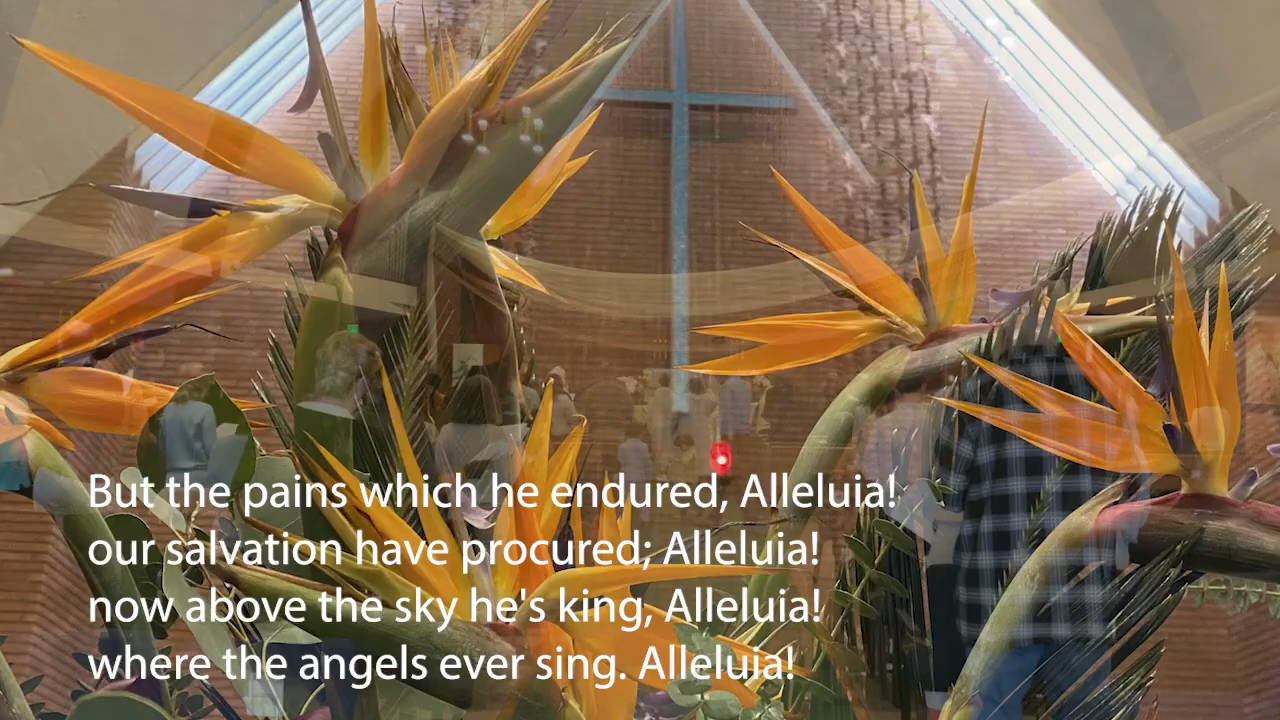 But the pains which he endured, Alleluia!
our salvation have procured; Alleluia!
now above the sky he's king, Alleluia!
where the angels ever sing. Alleluia!